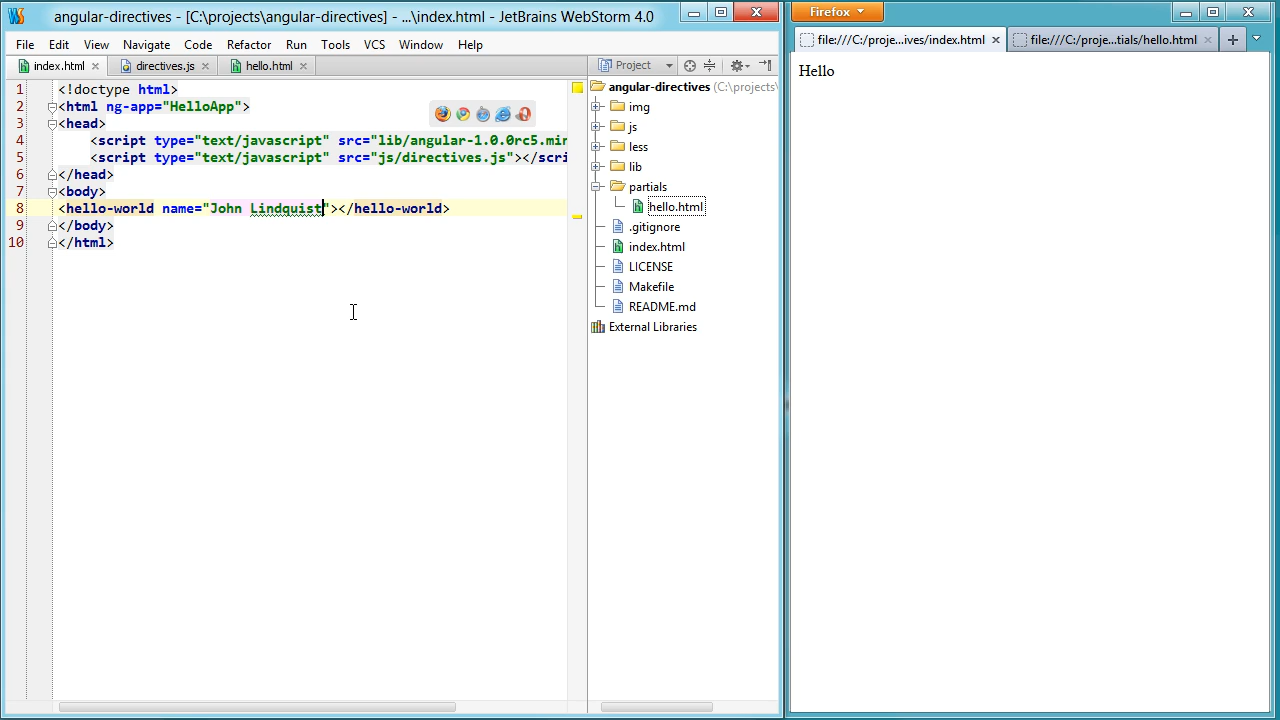 angular-directives - [C:\projects\angular-directives] - ...\index.html - JetBrains WebStorm 4.0
File Edit View Navigate Code Refactor Run Tools VCS Window Help
index.html directives.js hello.html
1 <!doctype html>
2 <html ng-app="HelloApp">
3 <head>
4 <script type="text/javascript" src="lib/angular-1.0.0rc5.min
5 <script type="text/javascript" src="js/directives.js"></scri
6 </head>
7 <body>
8 <hello-world name="John Lindquist"></hello-world>
9 </body>
10 </html>
Project
angular-directives (C:\projects\
img
js
less
lib
partials
hello.html
.gitignore
index.html
LICENSE
Makefile
README.md
External Libraries
Firefox
file:///C:/proje...ives/index.html file:///C:/proje...tials/hello.html
Hello